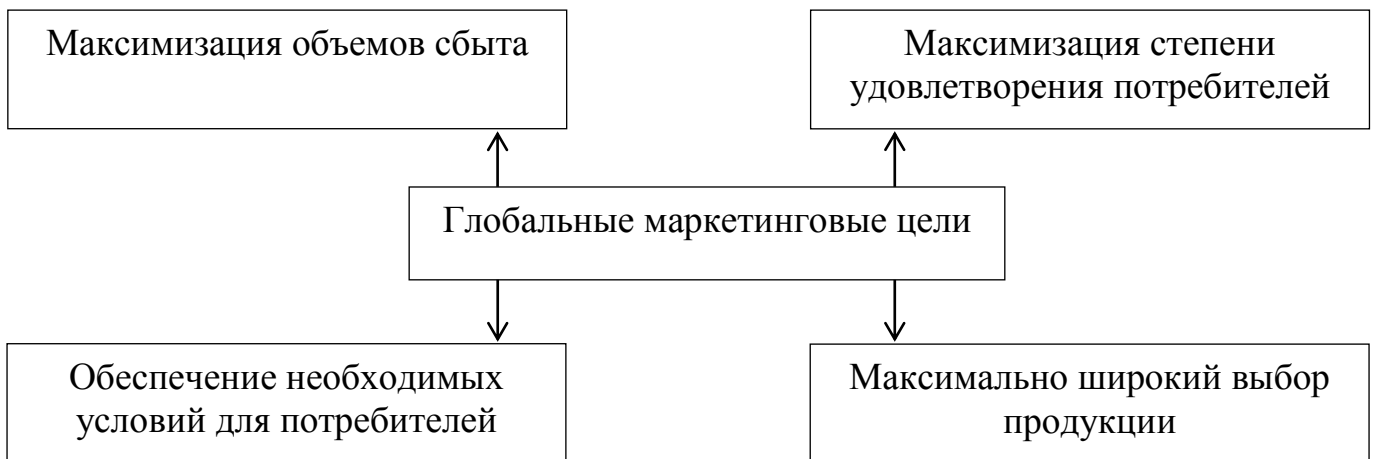 Максимизация объемов сбыта
Максимизация степени
удовлетворения потребителей
Глобальные маркетинговые цели
Обеспечение необходимых
условий для потребителей
Максимально широкий выбор
продукции